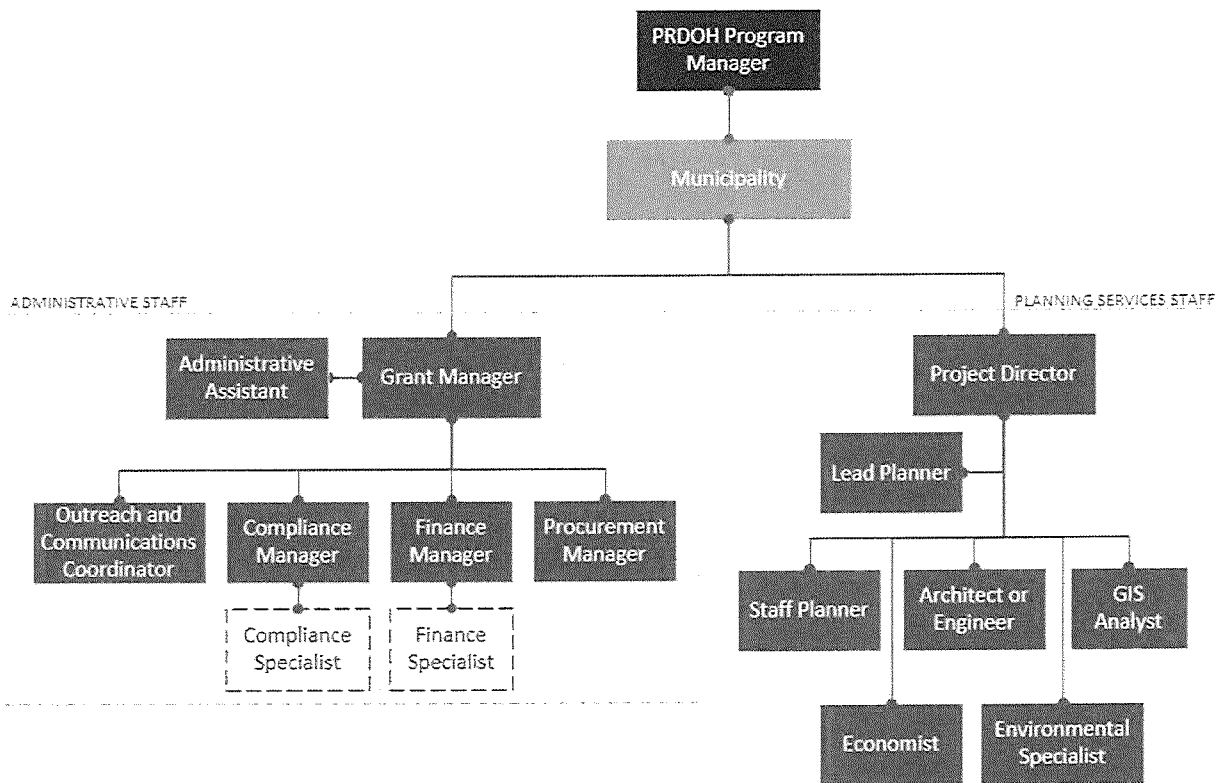 PRDOH Program
Manager
Municipality
ADMINISTRATIVE STAFF
PLANNING SERVICES STAFF
Administrative
Assistant
Grant Manager
Project Director
Lead Planner
Outreach and
Communications
Coordinator
Compliance
Manager
Finance
Manager
Procurement
Manager
Compliance
Specialist
Finance
Specialist
Staff Planner
Architect or
Engineer
GIS
Analyst
Economist
Environmental
Specialist